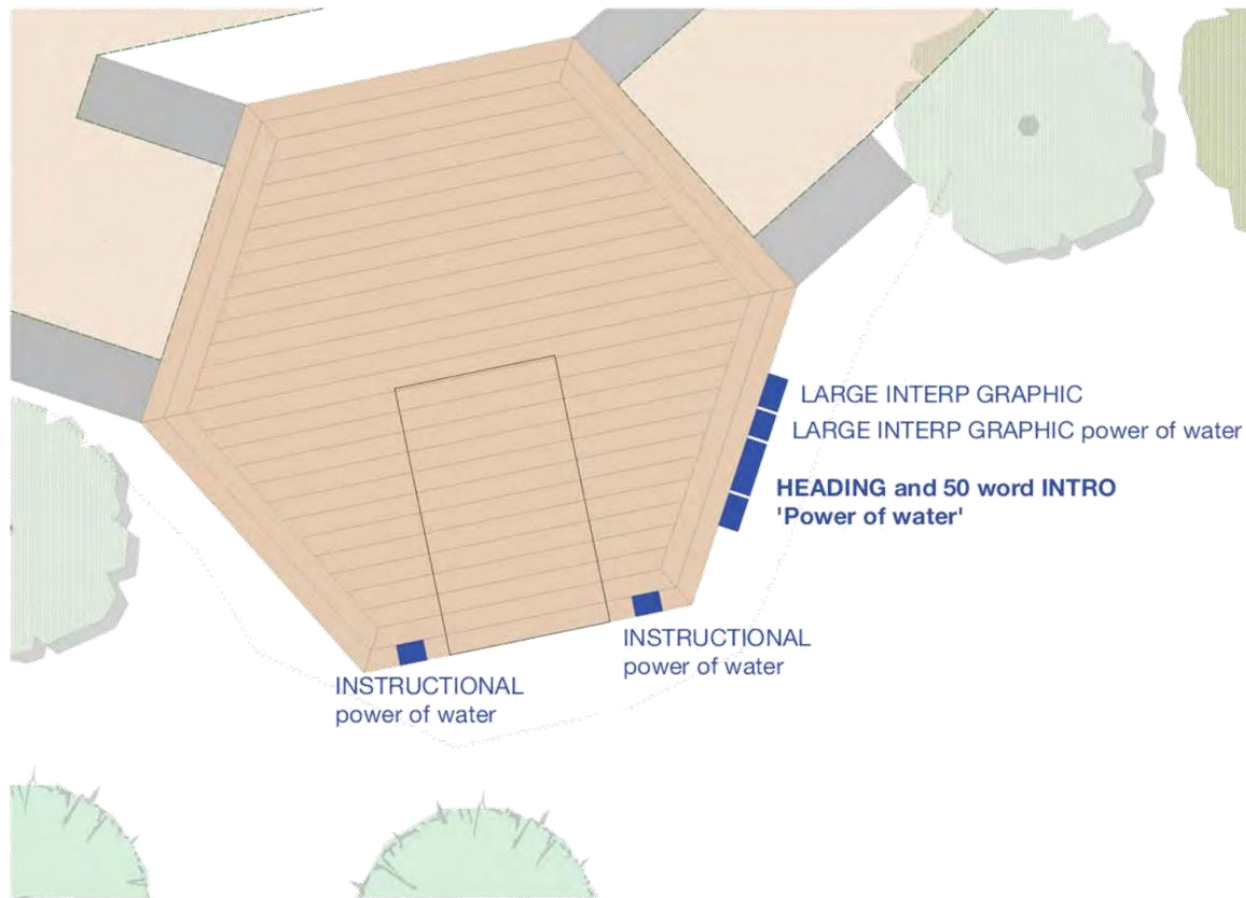 LARGE INTERP GRAPHIC
LARGE INTERP GRAPHIC power of water
HEADING and 50 word INTRO
'Power of water'
INSTRUCTIONAL
power of water
INSTRUCTIONAL
power of water